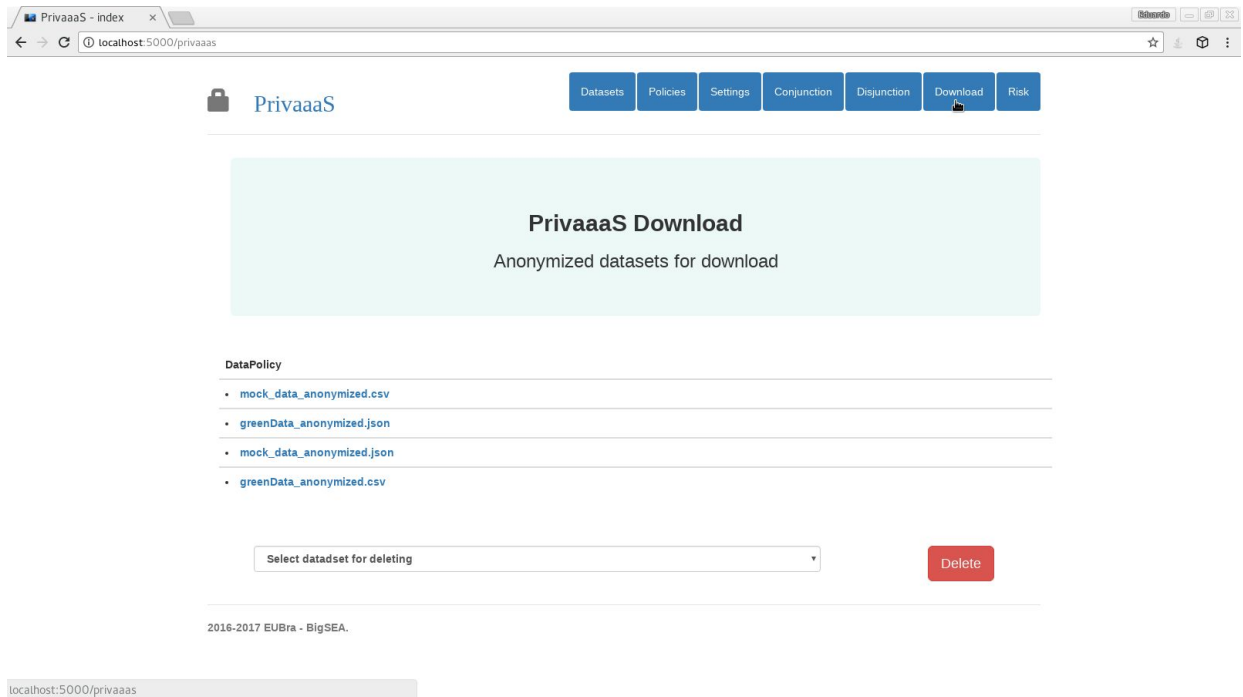 PrivaaaS - index
Eduardo
localhost:5000/privaaas
PrivaaaS
Datasets
Policies
Settings
Conjunction
Disjunction
Download
Risk
PrivaaaS Download
Anonymized datasets for download
DataPolicy
mock_data_anonymized.csv
greenData_anonymized.json
mock_data_anonymized.json
greenData_anonymized.csv
Select datadset for deleting
Delete
2016-2017 EUBra - BigSEA.
localhost:5000/privaaas